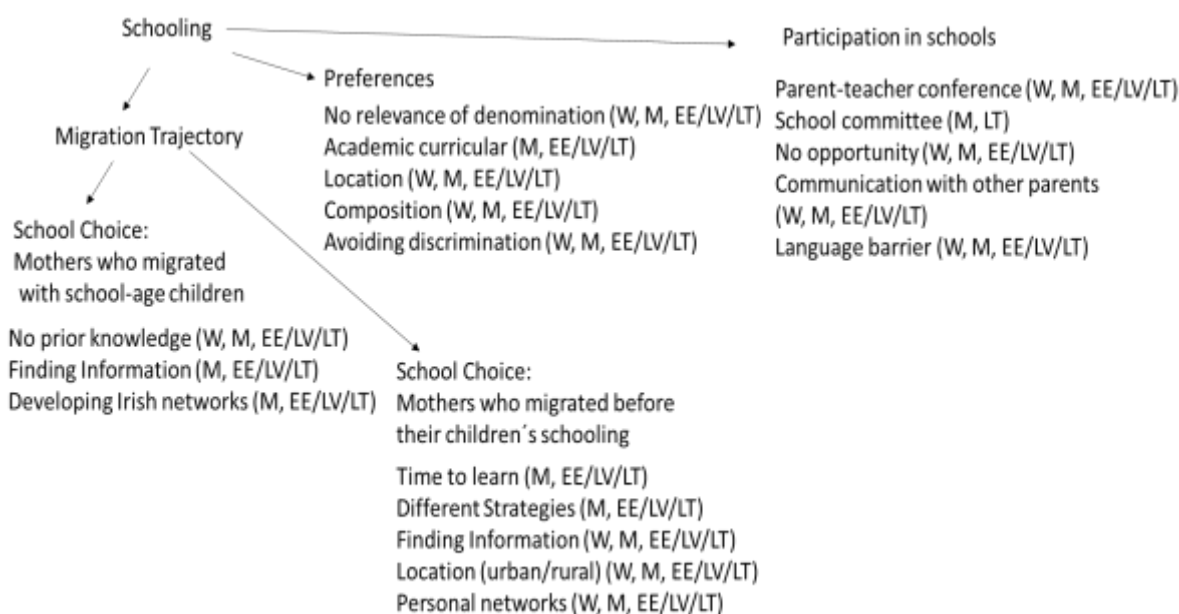 Schooling
Migration Trajectory
School Choice:
Mothers who migrated
with school-age children
No prior knowledge (W, M, EE/LV/LT)
Finding Information (M, EE/LV/LT)
Developing Irish networks (M, EE/LV/LT)
Preferences
No relevance of denomination (W, M, EE/LV/LT)
Academic curricular (M, EE/LV/LT)
Location (W, M, EE/LV/LT)
Composition (W, M, EE/LV/LT)
Avoiding discrimination (W, M, EE/LV/LT)
School Choice:
Mothers who migrated before
their children´s schooling
Time to learn (M, EE/LV/LT)
Different Strategies (M, EE/LV/LT)
Finding Information (W, M, EE/LV/LT)
Location (urban/rural) (W, M, EE/LV/LT)
Personal networks (W, M, EE/LV/LT)
Participation in schools
Parent-teacher conference (W, M, EE/LV/LT)
School committee (M, LT)
No opportunity (W, M, EE/LV/LT)
Communication with other parents
(W, M, EE/LV/LT)
Language barrier (W, M, EE/LV/LT)